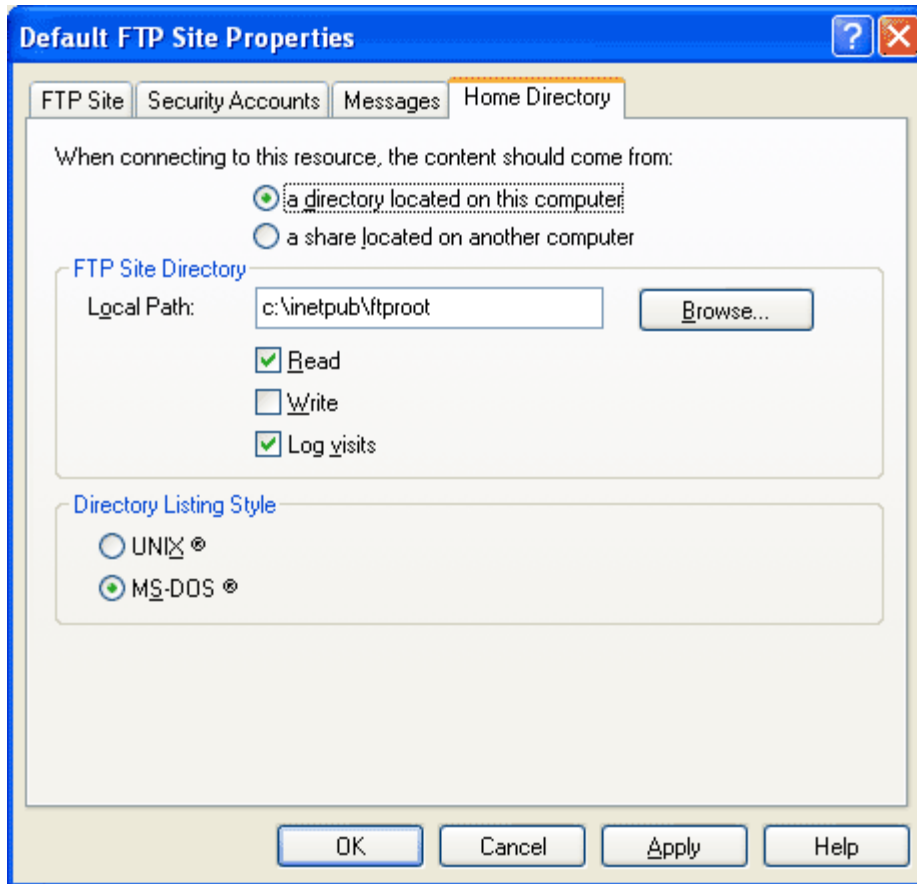 Default FTP Site Properties
FTP Site Security Accounts Messages Home Directory
When connecting to this resource, the content should come from:
a directory located on this computer
a share located on another computer
FTP Site Directory
Local Path: c:\inetpub\ftproot Browse...
Read
Write
Log visits
Directory Listing Style
UNIX ®
MS-DOS ®
OK Cancel Apply Help